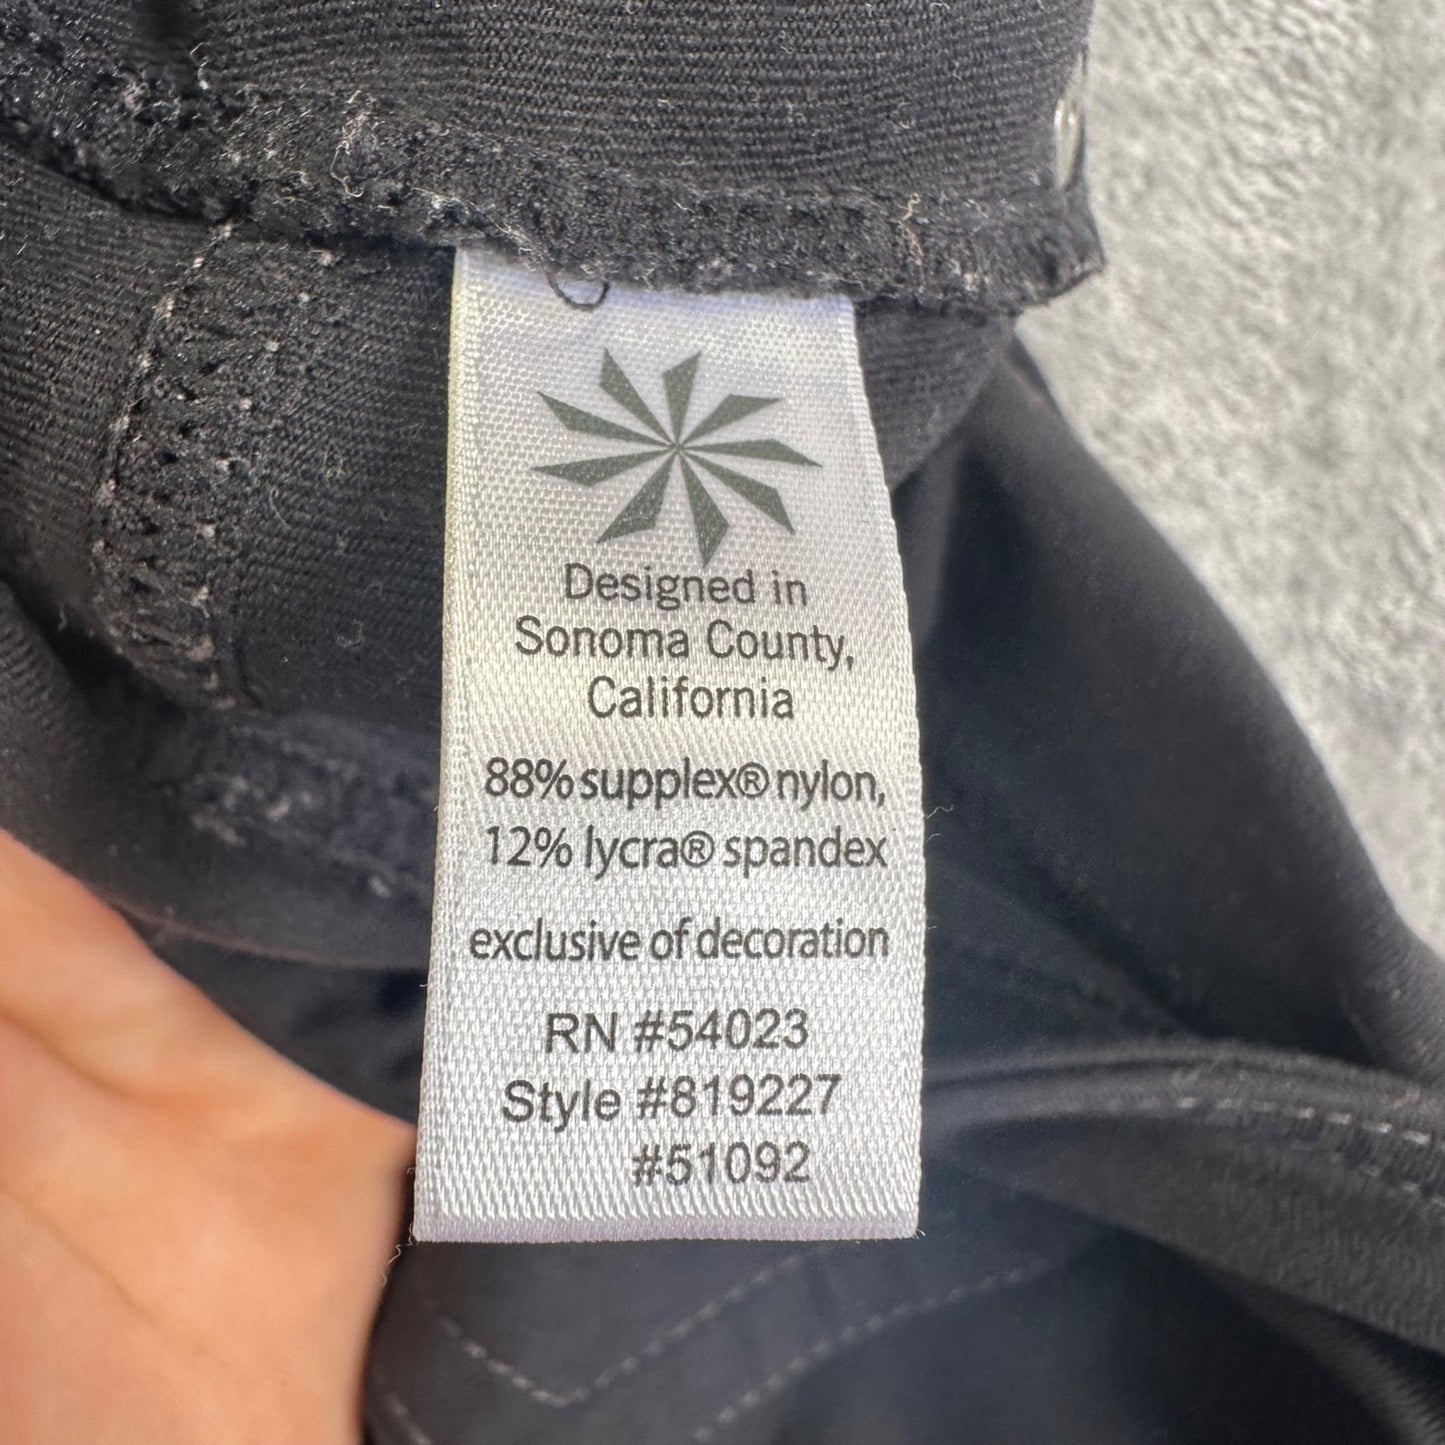 Designed in
Sonoma County,
California
88% supplex® nylon,
12% lycra® spandex
exclusive of decoration
RN #54023
Style #819227
#51092